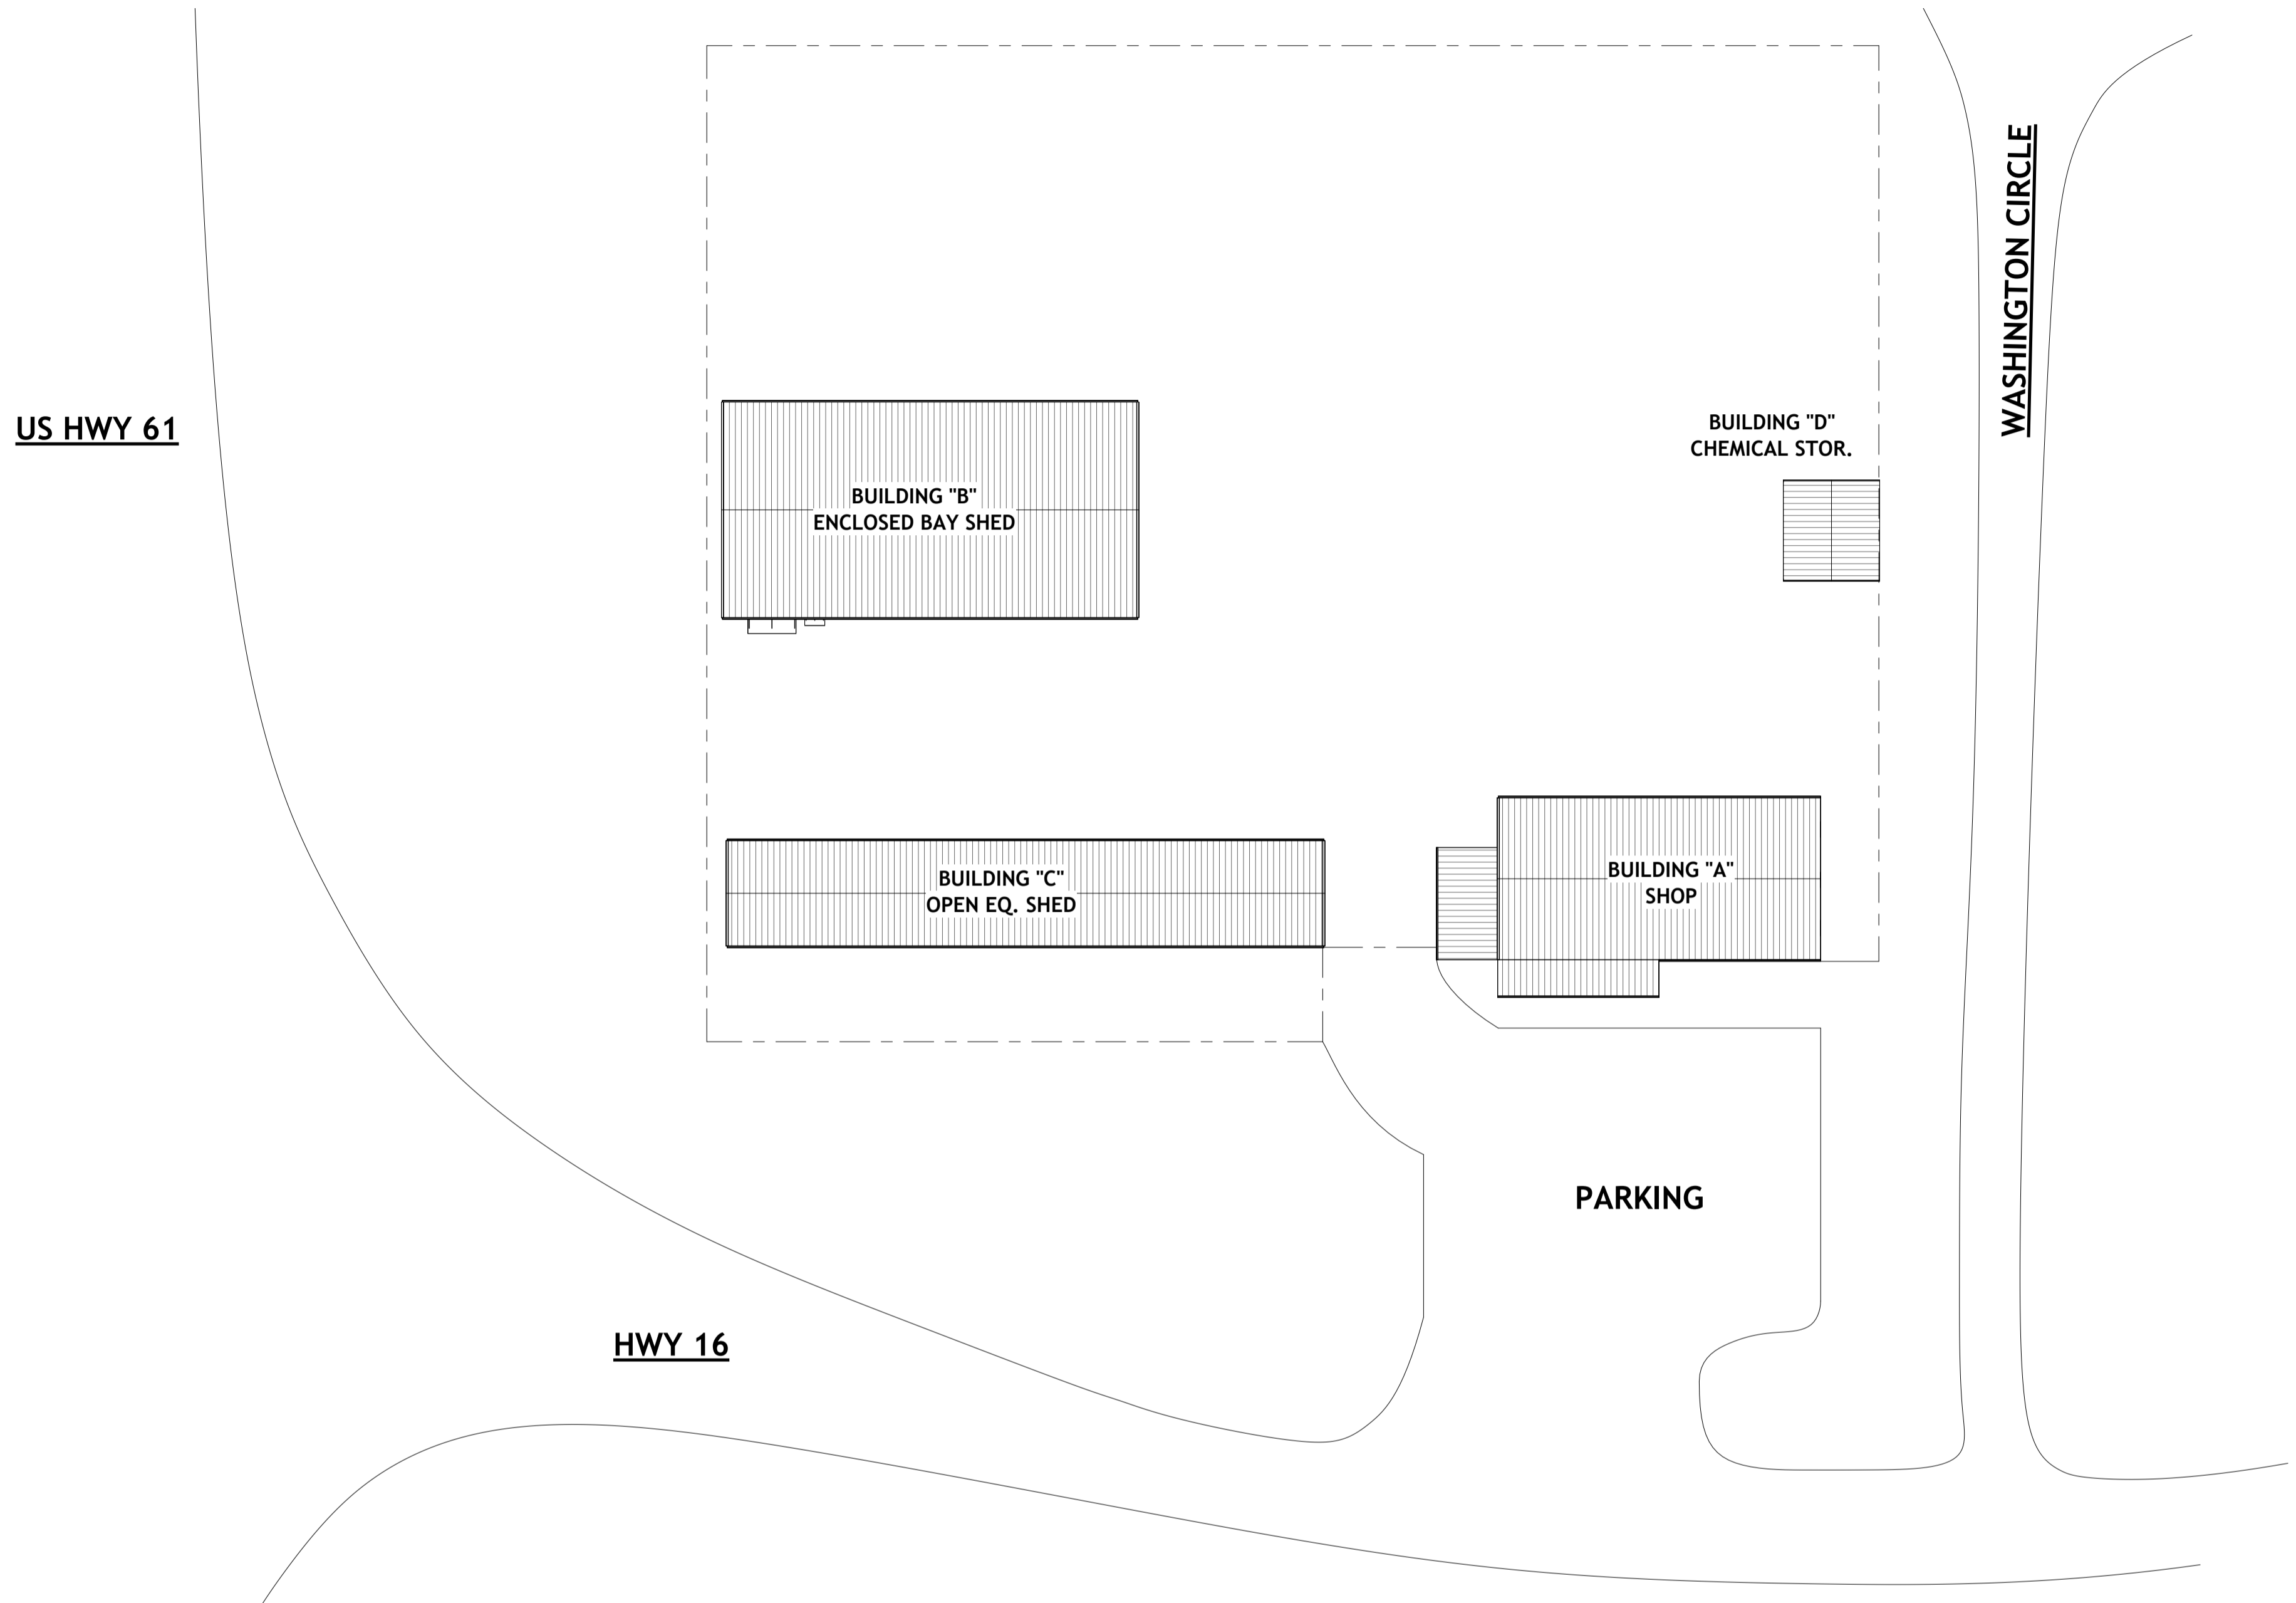 WASHINGTON CIRCLE
US HWY 61
BUILDING "D"
CHEMICAL STOR.
BUILDING "B"
ENCLOSED BAY SHED
BUILDING "A"
SHOP
BUILDING "C"
OPEN EQ. SHED
PARKING
HWY 16